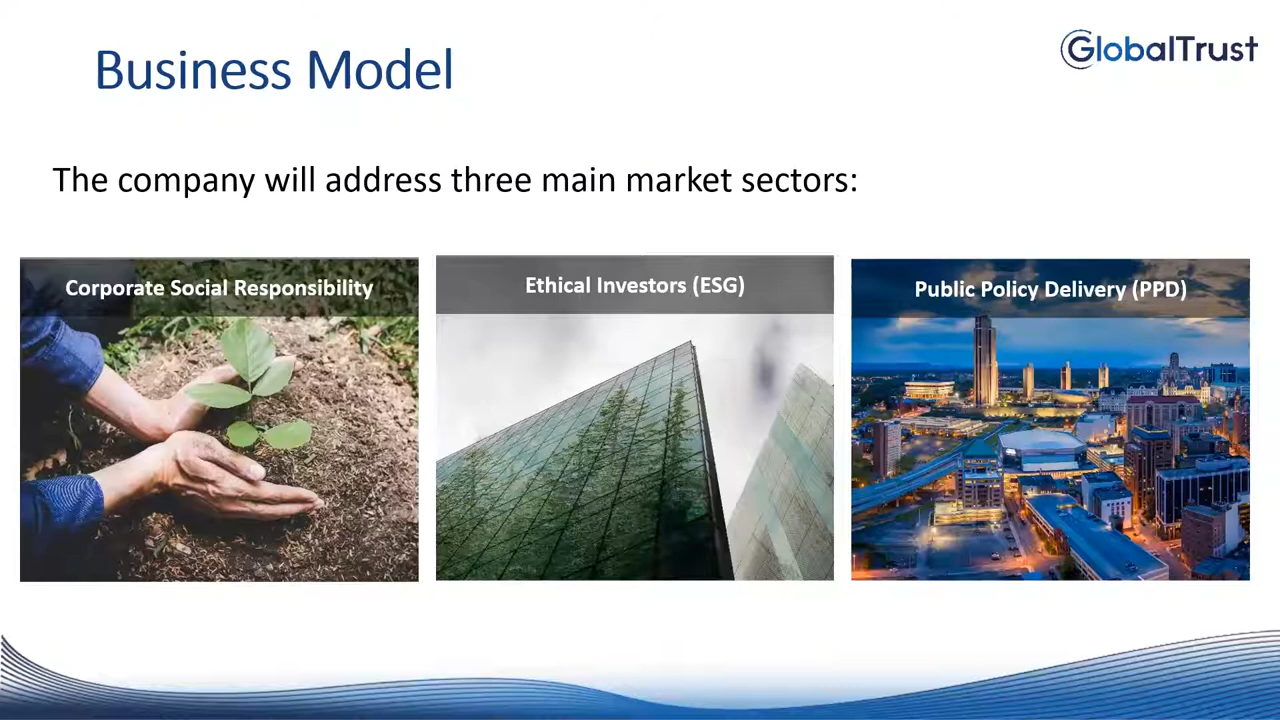 Business Model
GlobalTrust
The company will address three main market sectors:
Corporate Social Responsibility
Ethical Investors (ESG)
Public Policy Delivery (PPD)